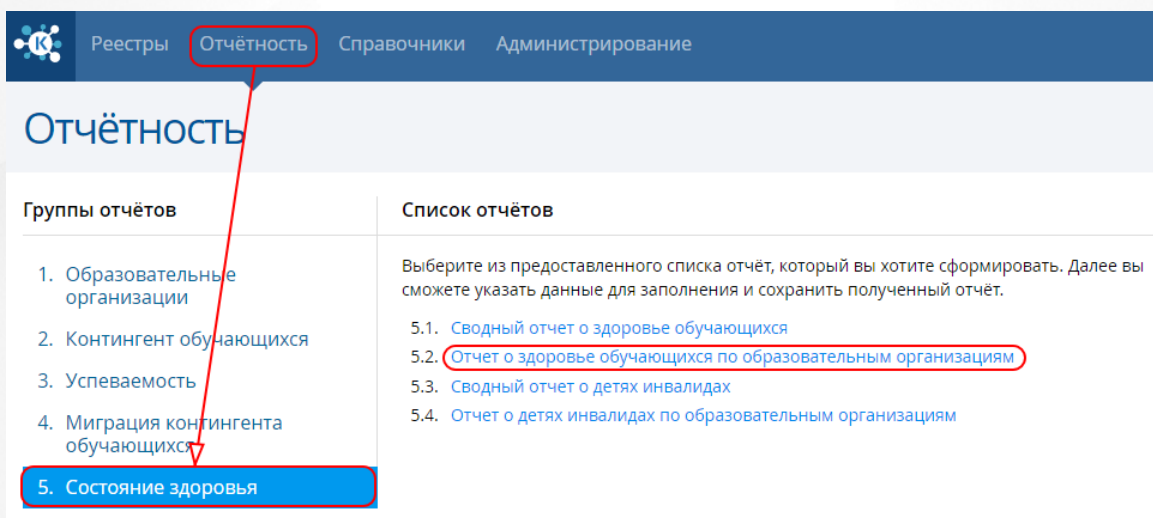 К Реестры Отчётность Справочники Администрирование
Отчётность
Группы отчётов
1. Образовательные
организации
2. Контингент обучающихся
3. Успеваемость
4. Миграция контингента
обучающихся
5. Состояние здоровья
Список отчётов
Выберите из предоставленного списка отчёт, который вы хотите сформировать. Далее вы
сможете указать данные для заполнения и сохранить полученный отчёт.
5.1. Сводный отчет о здоровье обучающихся
5.2. Отчет о здоровье обучающихся по образовательным организациям
5.3. Сводный отчет о детях инвалидах
5.4. Отчет о детях инвалидах по образовательным организациям